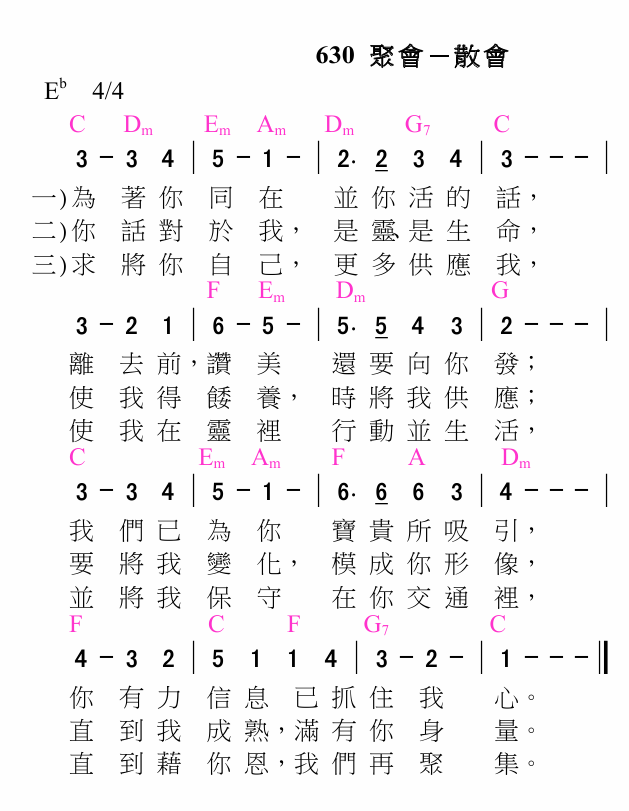 630 聚會－散會
E♭ 4/4
C Dm Em Am Dm G7 C
3 - 3 4 | 5 - 1 - | 2. 2 3 4 | 3 - - - |
一)為 著 你 同 在 並 你 活 的 話，
二)你 話 對 於 我， 是 靈、是 生 命，
三)求 將 你 自 己， 更 多 供 應 我，
F Em Dm G
3 - 2 1 | 6 - 5 - | 5. 5 4 3 | 2 - - - |
離 去 前，讚 美 還 要 向 你 發；
使 我 得 餧 養， 時 將 我 供 應；
使 我 在 靈 裡 行 動 並 生 活，
C Em Am F A Dm
3 - 3 4 | 5 - 1 - | 6. 6 6 3 | 4 - - - |
我 們 已 為 你 寶 貴 所 吸 引，
要 將 我 變 化， 模 成 你 形 像，
並 將 我 保 守 在 你 交 通 裡，
F C F G7 C
4 - 3 2 | 5 1 1 4 | 3 - 2 - | 1 - - - ‖
你 有 力 信 息 已 抓 住 我 心。
直 到 我 成 熟，滿 有 你 身 量。
直 到 藉 你 恩，我 們 再 聚 集。